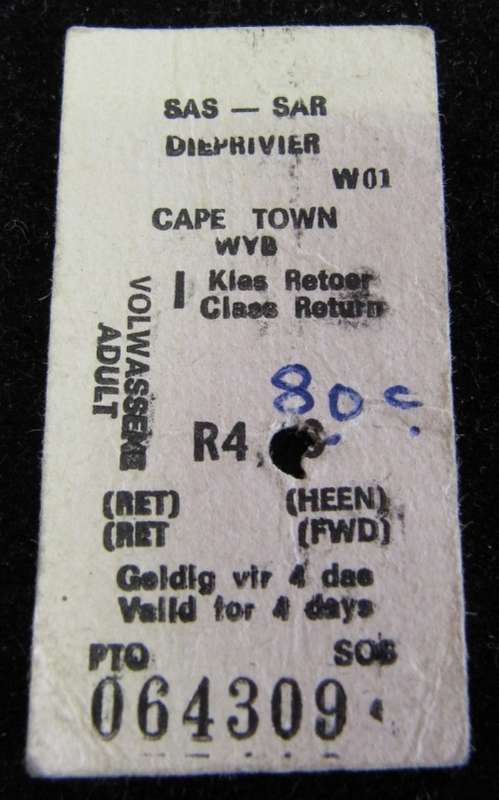 SAS — SAR
DIEPRIVIER
W01
CAPE TOWN
WYB
I Klas Retoer
Class Return
VOLWASSENE
ADULT
80c
R4,
(RET) (HEEN)
(RET (FWD)
Geldig vir 4 dae
Valid for 4 days
PTO SOS
064309